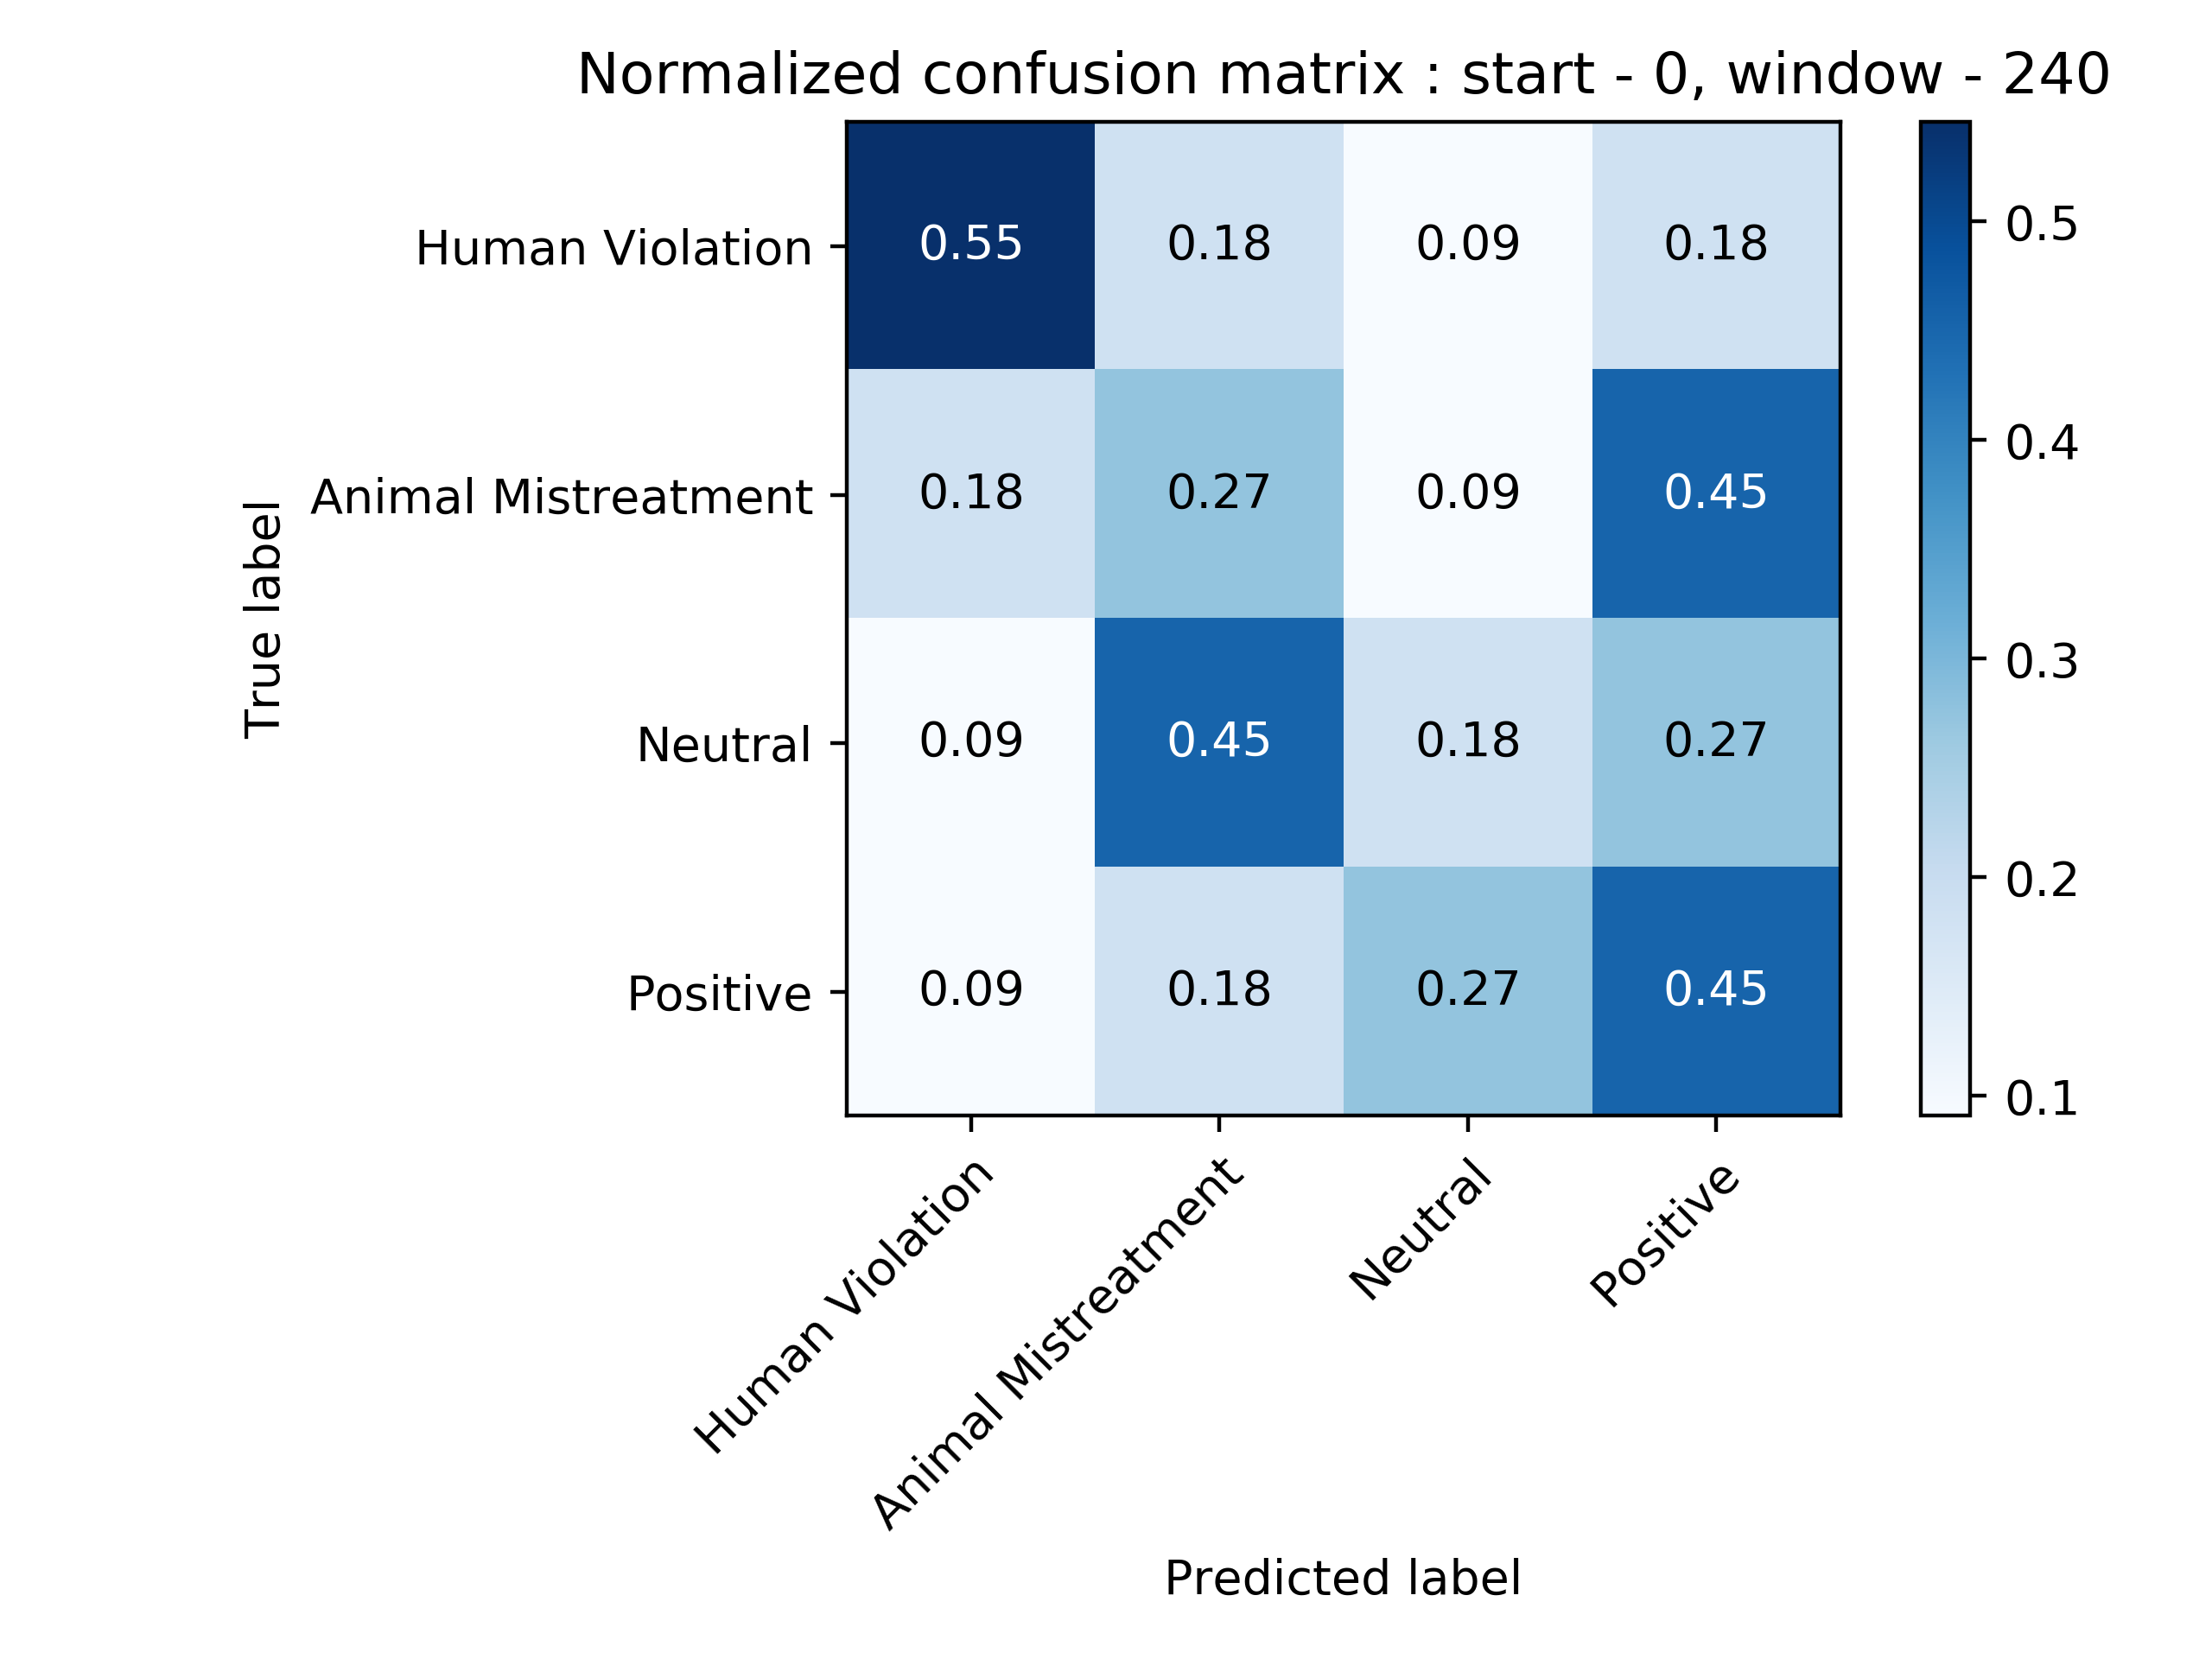 Normalized confusion matrix : start - 0, window - 240
True label
Human Violation 0.55 0.18 0.09 0.18
Animal Mistreatment 0.18 0.27 0.09 0.45
Neutral 0.09 0.45 0.18 0.27
Positive 0.09 0.18 0.27 0.45
Human Violation
Animal Mistreatment
Neutral
Positive
Predicted label
0.5
0.4
0.3
0.2
0.1